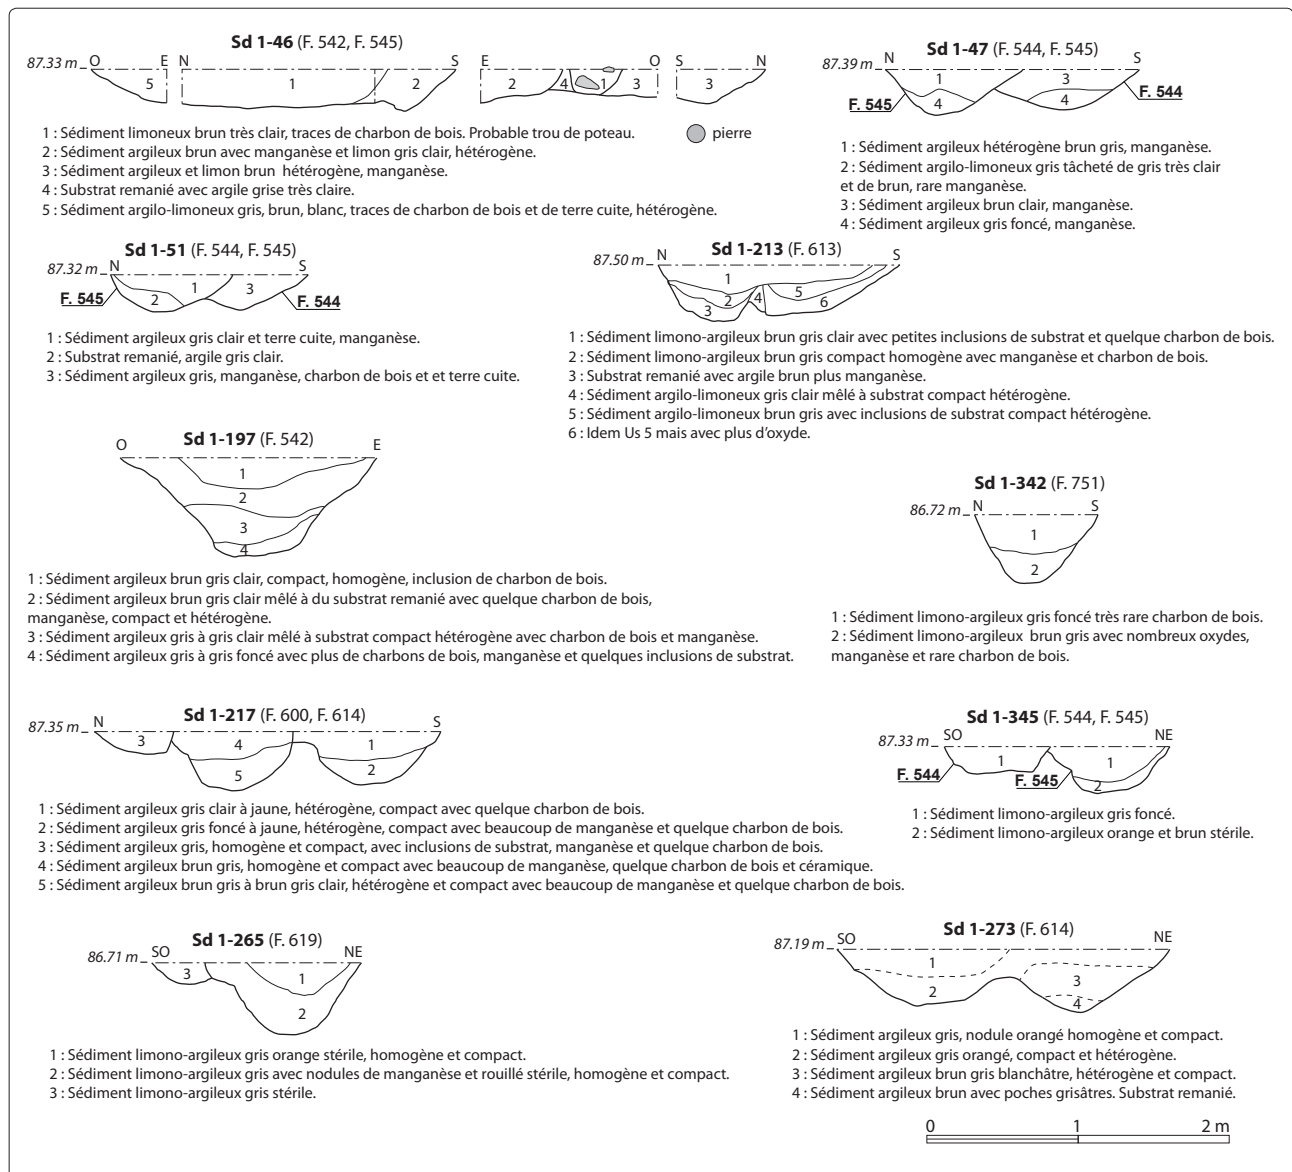 Sd 1-46 (F. 542, F. 545)
87.33 m O E N S E O S N
5 1 2 2 4 1 3 3
1 : Sédiment limoneux brun très clair, traces de charbon de bois. Probable trou de poteau.
pierre
2 : Sédiment argileux brun avec manganèse et limon gris clair, hétérogène.
3 : Sédiment argileux et limon brun hétérogène, manganèse.
4 : Substrat remanié avec argile grise très claire.
5 : Sédiment argilo-limoneux gris, brun, blanc, traces de charbon de bois et de terre cuite, hétérogène.
Sd 1-47 (F. 544, F. 545)
87.39 m N S
1 3
F. 545 4 4 F. 544
1 : Sédiment argileux hétérogène brun gris, manganèse.
2 : Sédiment argilo-limoneux gris tâcheté de gris très clair
et de brun, rare manganèse.
3 : Sédiment argileux brun clair, manganèse.
4 : Sédiment argileux gris foncé, manganèse.
Sd 1-51 (F. 544, F. 545)
87.32 m N S
F. 545 2 1 3 F. 544
1 : Sédiment argileux gris clair et terre cuite, manganèse.
2 : Substrat remanié, argile gris clair.
3 : Sédiment argileux gris, manganèse, charbon de bois et et terre cuite.
Sd 1-213 (F. 613)
87.50 m N S
1
2 4 5
3 6
1 : Sédiment limono-argileux brun gris clair avec petites inclusions de substrat et quelque charbon de bois.
2 : Sédiment limono-argileux brun gris compact homogène avec manganèse et charbon de bois.
3 : Substrat remanié avec argile brun plus manganèse.
4 : Sédiment argilo-limoneux gris clair mêlé à substrat compact hétérogène.
5 : Sédiment argilo-limoneux brun gris avec inclusions de substrat compact hétérogène.
6 : Idem Us 5 mais avec plus d'oxyde.
Sd 1-197 (F. 542)
O E
1
2
3
4
1 : Sédiment argileux brun gris clair, compact, homogène, inclusion de charbon de bois.
2 : Sédiment argileux brun gris clair mêlé à du substrat remanié avec quelque charbon de bois,
manganèse, compact et hétérogène.
3 : Sédiment argileux gris à gris clair mêlé à substrat compact hétérogène avec charbon de bois et manganèse.
4 : Sédiment argileux gris à gris foncé avec plus de charbons de bois, manganèse et quelques inclusions de substrat.
Sd 1-342 (F. 751)
86.72 m N S
1
2
1 : Sédiment limono-argileux gris foncé très rare charbon de bois.
2 : Sédiment limono-argileux brun gris avec nombreux oxydes,
manganèse et rare charbon de bois.
Sd 1-217 (F. 600, F. 614)
87.35 m N S
3 4 1
5 2
1 : Sédiment argileux gris clair à jaune, hétérogène, compact avec quelque charbon de bois.
2 : Sédiment argileux gris foncé à jaune, hétérogène, compact avec beaucoup de manganèse et quelque charbon de bois.
3 : Sédiment argileux gris, homogène et compact, avec inclusions de substrat, manganèse et quelque charbon de bois.
4 : Sédiment argileux brun gris, homogène et compact avec beaucoup de manganèse, quelque charbon de bois et céramique.
5 : Sédiment argileux brun gris à brun gris clair, hétérogène et compact avec beaucoup de manganèse et quelque charbon de bois.
Sd 1-345 (F. 544, F. 545)
87.33 m SO NE
1 1
F. 544 F. 545 2
1 : Sédiment limono-argileux gris foncé.
2 : Sédiment limono-argileux orange et brun stérile.
Sd 1-265 (F. 619)
86.71 m SO NE
3 1
2
1 : Sédiment limono-argileux gris orange stérile, homogène et compact.
2 : Sédiment limono-argileux gris avec nodules de manganèse et rouillé stérile, homogène et compact.
3 : Sédiment limono-argileux gris stérile.
Sd 1-273 (F. 614)
87.19 m SO NE
1 3
2 4
1 : Sédiment argileux gris, nodule orangé homogène et compact.
2 : Sédiment argileux gris orangé, compact et hétérogène.
3 : Sédiment argileux brun gris blanchâtre, hétérogène et compact.
4 : Sédiment argileux brun avec poches grisâtres. Substrat remanié.
0 1 2 m